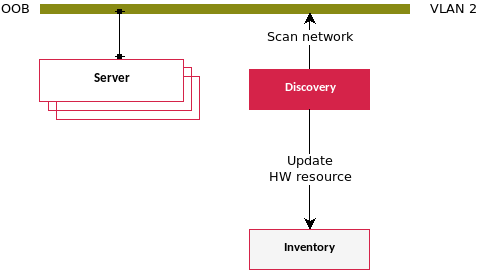 OOB
VLAN 2
Scan network
Server
Discovery
Update
HW resource
Inventory